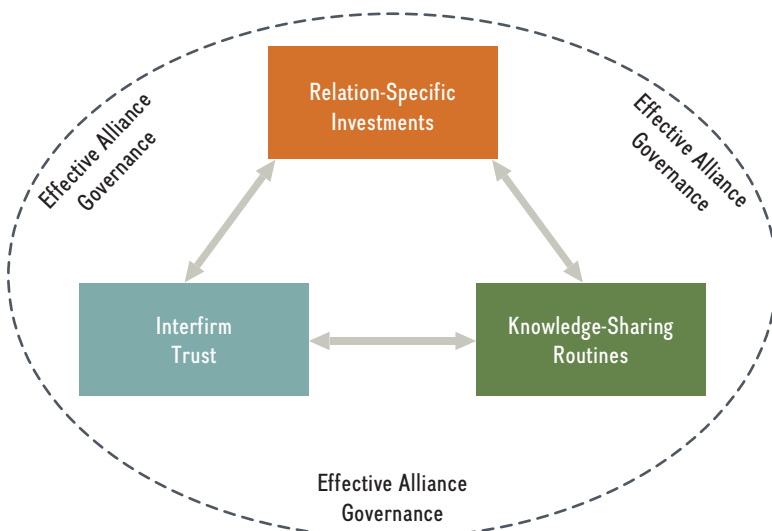 Relation-Specific
Investments
Effective Alliance
Governance
Effective Alliance
Governance
Interfirm
Trust
Knowledge-Sharing
Routines
Effective Alliance
Governance